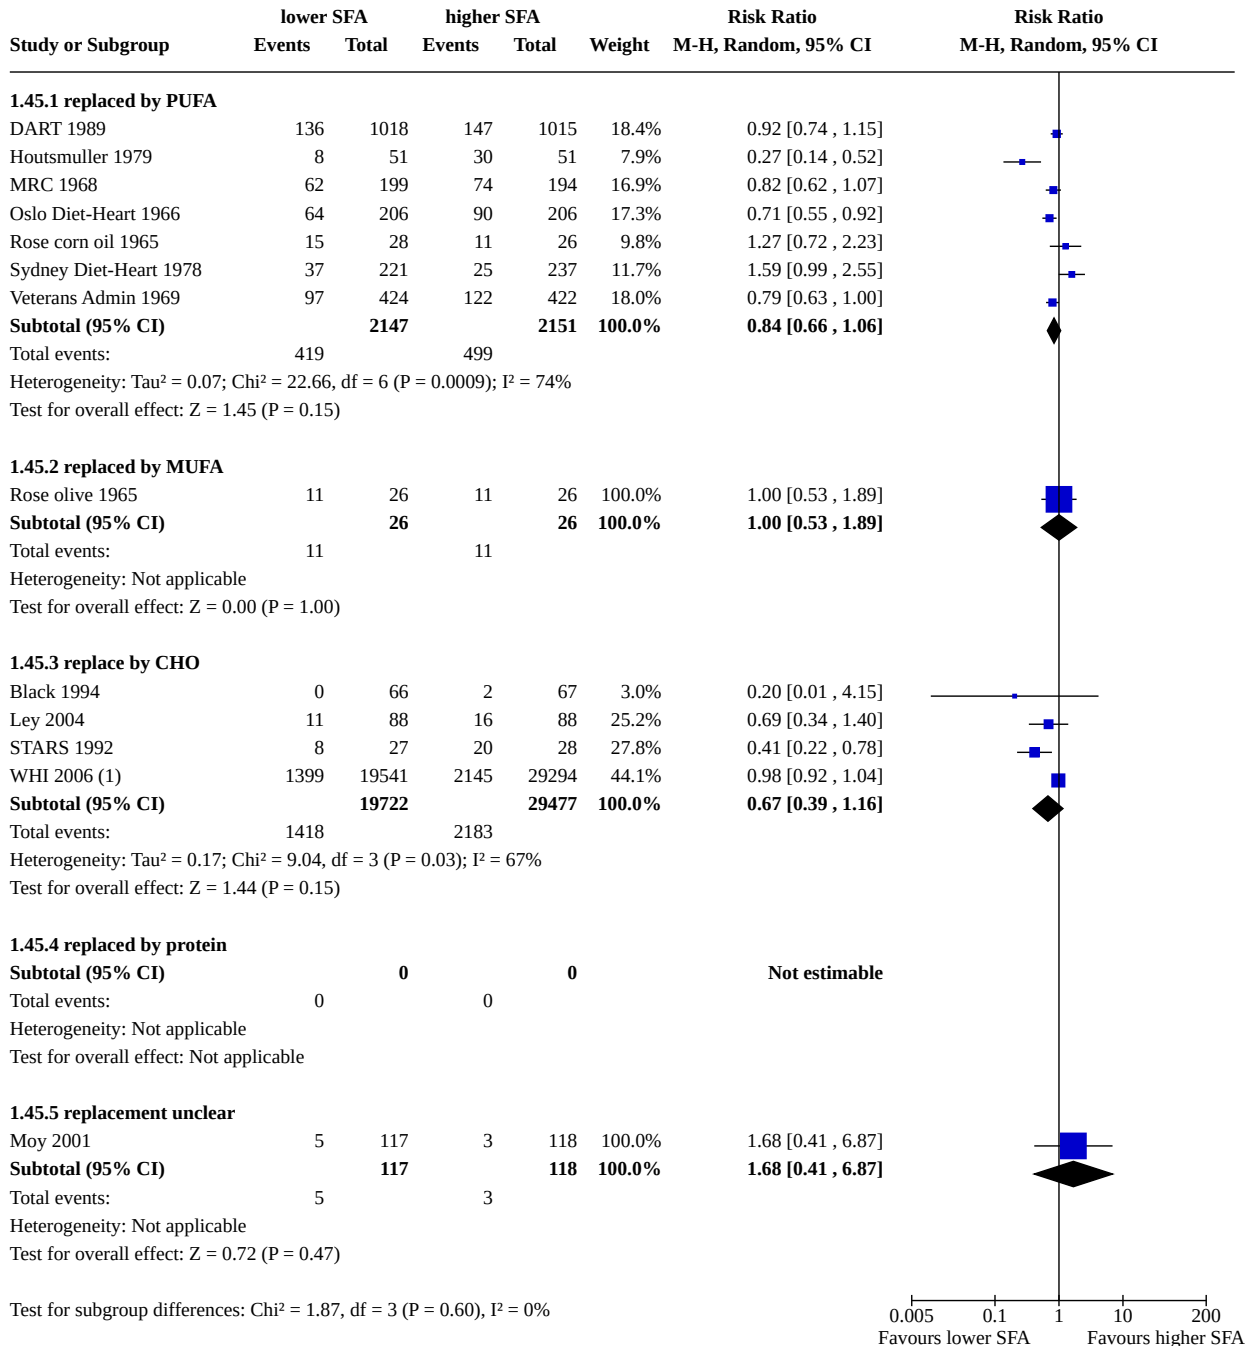 lower SFA higher SFA Risk Ratio Risk Ratio
Study or Subgroup Events Total Events Total Weight M-H, Random, 95% CI M-H, Random, 95% CI
1.45.1 replaced by PUFA
DART 1989 136 1018 147 1015 18.4% 0.92 [0.74 , 1.15]
Houtsmuller 1979 8 51 30 51 7.9% 0.27 [0.14 , 0.52]
MRC 1968 62 199 74 194 16.9% 0.82 [0.62 , 1.07]
Oslo Diet-Heart 1966 64 206 90 206 17.3% 0.71 [0.55 , 0.92]
Rose corn oil 1965 15 28 11 26 9.8% 1.27 [0.72 , 2.23]
Sydney Diet-Heart 1978 37 221 25 237 11.7% 1.59 [0.99 , 2.55]
Veterans Admin 1969 97 424 122 422 18.0% 0.79 [0.63 , 1.00]
Subtotal (95% CI) 2147 2151 100.0% 0.84 [0.66 , 1.06]
Total events: 419 499
Heterogeneity: Tau² = 0.07; Chi² = 22.66, df = 6 (P = 0.0009); I² = 74%
Test for overall effect: Z = 1.45 (P = 0.15)
1.45.2 replaced by MUFA
Rose olive 1965 11 26 11 26 100.0% 1.00 [0.53 , 1.89]
Subtotal (95% CI) 26 26 100.0% 1.00 [0.53 , 1.89]
Total events: 11 11
Heterogeneity: Not applicable
Test for overall effect: Z = 0.00 (P = 1.00)
1.45.3 replace by CHO
Black 1994 0 66 2 67 3.0% 0.20 [0.01 , 4.15]
Ley 2004 11 88 16 88 25.2% 0.69 [0.34 , 1.40]
STARS 1992 8 27 20 28 27.8% 0.41 [0.22 , 0.78]
WHI 2006 (1) 1399 19541 2145 29294 44.1% 0.98 [0.92 , 1.04]
Subtotal (95% CI) 19722 29477 100.0% 0.67 [0.39 , 1.16]
Total events: 1418 2183
Heterogeneity: Tau² = 0.17; Chi² = 9.04, df = 3 (P = 0.03); I² = 67%
Test for overall effect: Z = 1.44 (P = 0.15)
1.45.4 replaced by protein
Subtotal (95% CI) 0 0 Not estimable
Total events: 0 0
Heterogeneity: Not applicable
Test for overall effect: Not applicable
1.45.5 replacement unclear
Moy 2001 5 117 3 118 100.0% 1.68 [0.41 , 6.87]
Subtotal (95% CI) 117 118 100.0% 1.68 [0.41 , 6.87]
Total events: 5 3
Heterogeneity: Not applicable
Test for overall effect: Z = 0.72 (P = 0.47)
Test for subgroup differences: Chi² = 1.87, df = 3 (P = 0.60), I² = 0%
0.005 0.1 1 10 200
Favours lower SFA Favours higher SFA